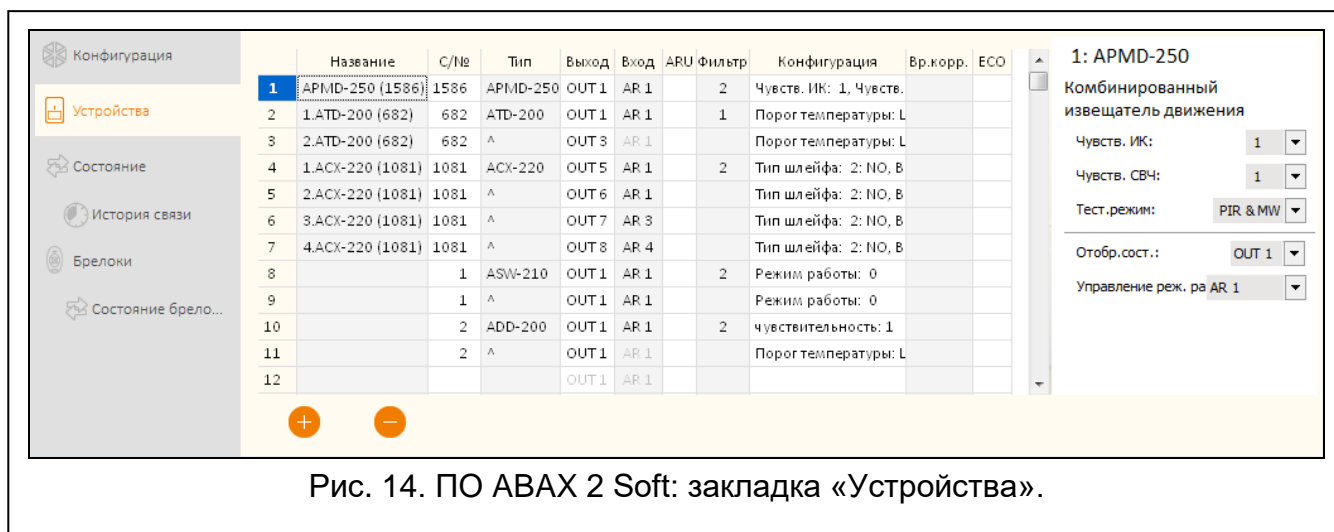 Конфигурация
Устройства
Состояние
История связи
Брелоки
Состояние брело...
Название С/№ Тип Выход Вход ARU Фильтр Конфигурация Вр.корр. ECO
1 APMD-250 (1586) 1586 APMD-250 OUT 1 AR 1 2 Чувств. ИК: 1, Чувств.
2 1.ATD-200 (682) 682 ATD-200 OUT 1 AR 1 1 Порог температуры: L
3 2.ATD-200 (682) 682 ^ OUT 3 AR 1 Порог температуры: L
4 1.ACX-220 (1081) 1081 ACX-220 OUT 5 AR 1 2 Тип шлейфа: 2: NO, В
5 2.ACX-220 (1081) 1081 ^ OUT 6 AR 1 Тип шлейфа: 2: NO, В
6 3.ACX-220 (1081) 1081 ^ OUT 7 AR 3 Тип шлейфа: 2: NO, В
7 4.ACX-220 (1081) 1081 ^ OUT 8 AR 4 Тип шлейфа: 2: NO, В
8 1 ASW-210 OUT 1 AR 1 2 Режим работы: 0
9 1 ^ OUT 1 AR 1 Режим работы: 0
10 2 ADD-200 OUT 1 AR 1 2 чувствительность: 1
11 2 ^ OUT 1 AR 1 Порог температуры: L
12 OUT 1 AR 1
1: APMD-250
Комбинированный
извещатель движения
Чувств. ИК: 1
Чувств. СВЧ: 1
Тест.режим: PIR & MW
Отобр.сост.: OUT 1
Управление реж. ра AR 1
Рис. 14. ПО ABAX 2 Soft: закладка «Устройства».